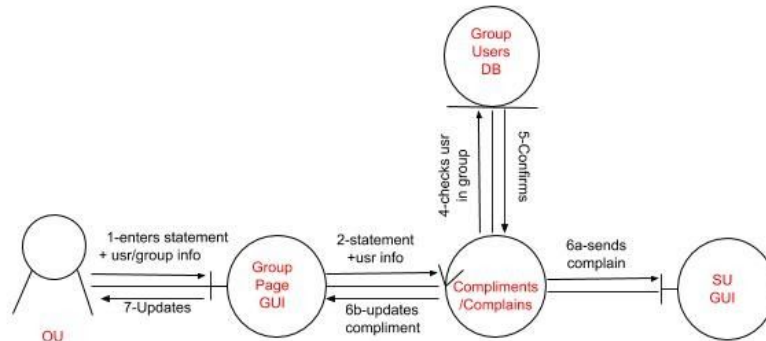 Group
Users
DB
4-checks usr
in group
5-Confirms
1-enters statement
+ usr/group info
2-statement
+usr info
6a-sends
complain
Group
Page
GUI
Compliments
/Complains
SU
GUI
7-Updates
6b-updates
compliment
OU